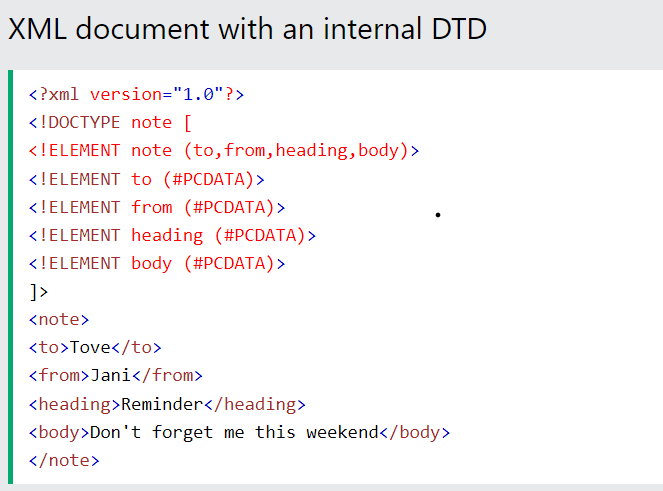 XML document with an internal DTD
<?xml version="1.0"?>
<!DOCTYPE note [
<!ELEMENT note (to,from,heading,body)>
<!ELEMENT to (#PCDATA)>
<!ELEMENT from (#PCDATA)>
<!ELEMENT heading (#PCDATA)>
<!ELEMENT body (#PCDATA)>
]>
<note>
<to>Tove</to>
<from>Jani</from>
<heading>Reminder</heading>
<body>Don't forget me this weekend</body>
</note>